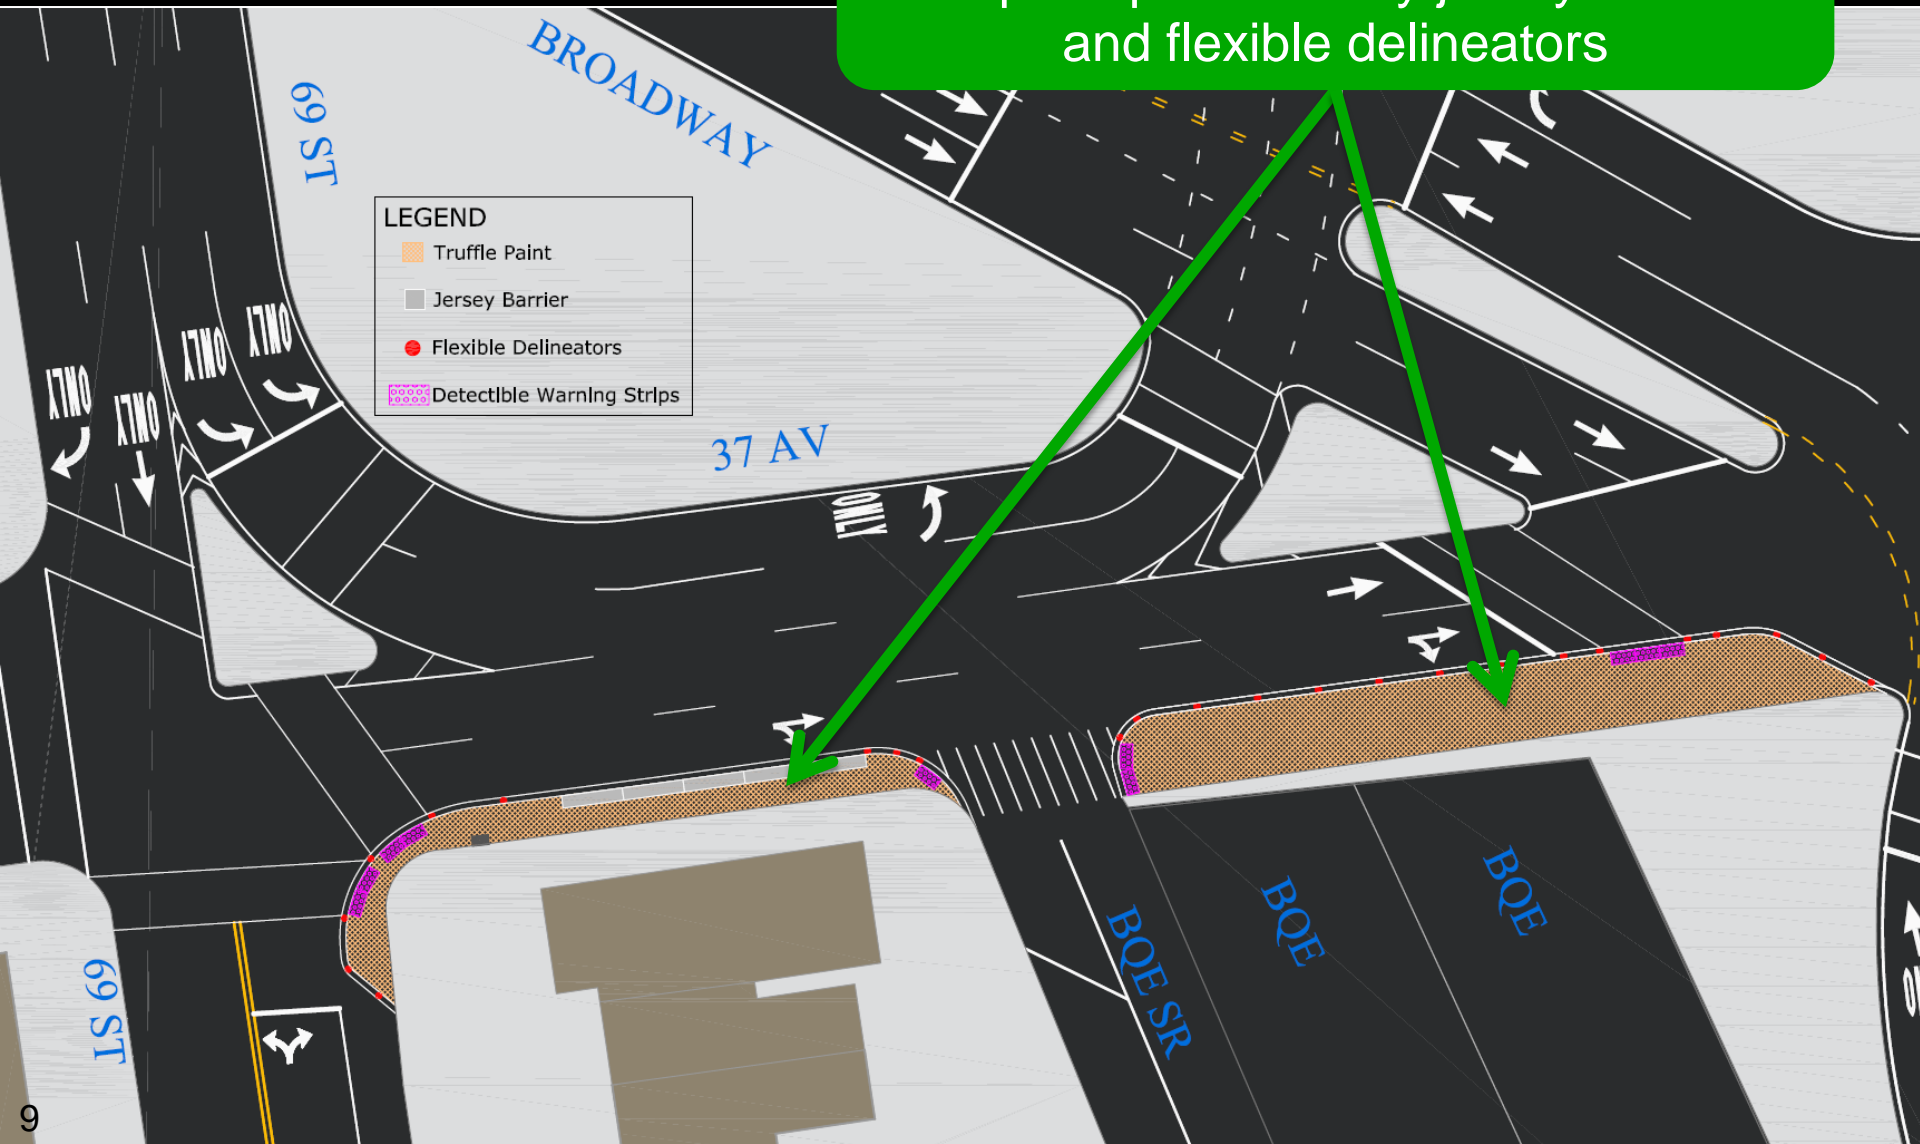 and flexible delineators
BROADWAY
69 ST
LEGEND
Truffle Paint
Jersey Barrier
Flexible Delineators
Detectible Warning Strips
ONLY
ONLY
ONLY
ONLY
37 AV
ONLY
BQE
BQE
BQE SR
69 ST
9